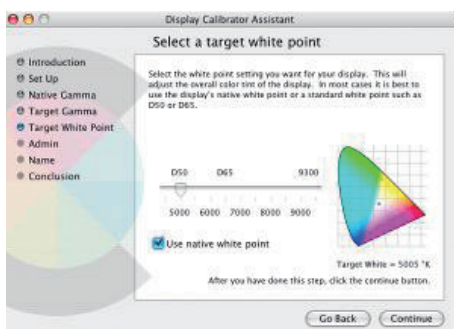 Display Calibrator Assistant
Select a target white point
Introduction
Set Up
Native Gamma
Target Gamma
Target White Point
Admin
Name
Conclusion
Select the white point setting you want for your display. This will
adjust the overall color tint of the display. In most cases it is best to
use the display's native white point or a standard white point such as
D50 or D65.
D50 D65 9300
5000 6000 7000 8000 9000
Use native white point
Target White = 5005 °K
After you have done this step, click the continue button.
Go Back Continue